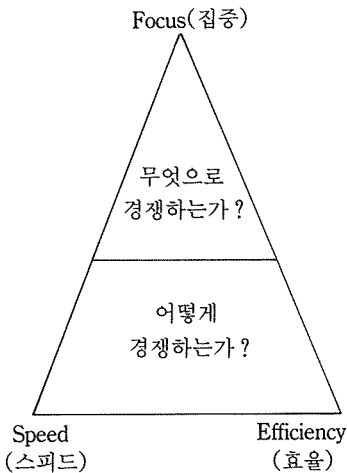 Focus(집중)
무엇으로
경쟁하는가?
어떻게
경쟁하는가?
Speed
(스피드)
Efficiency
(효율)